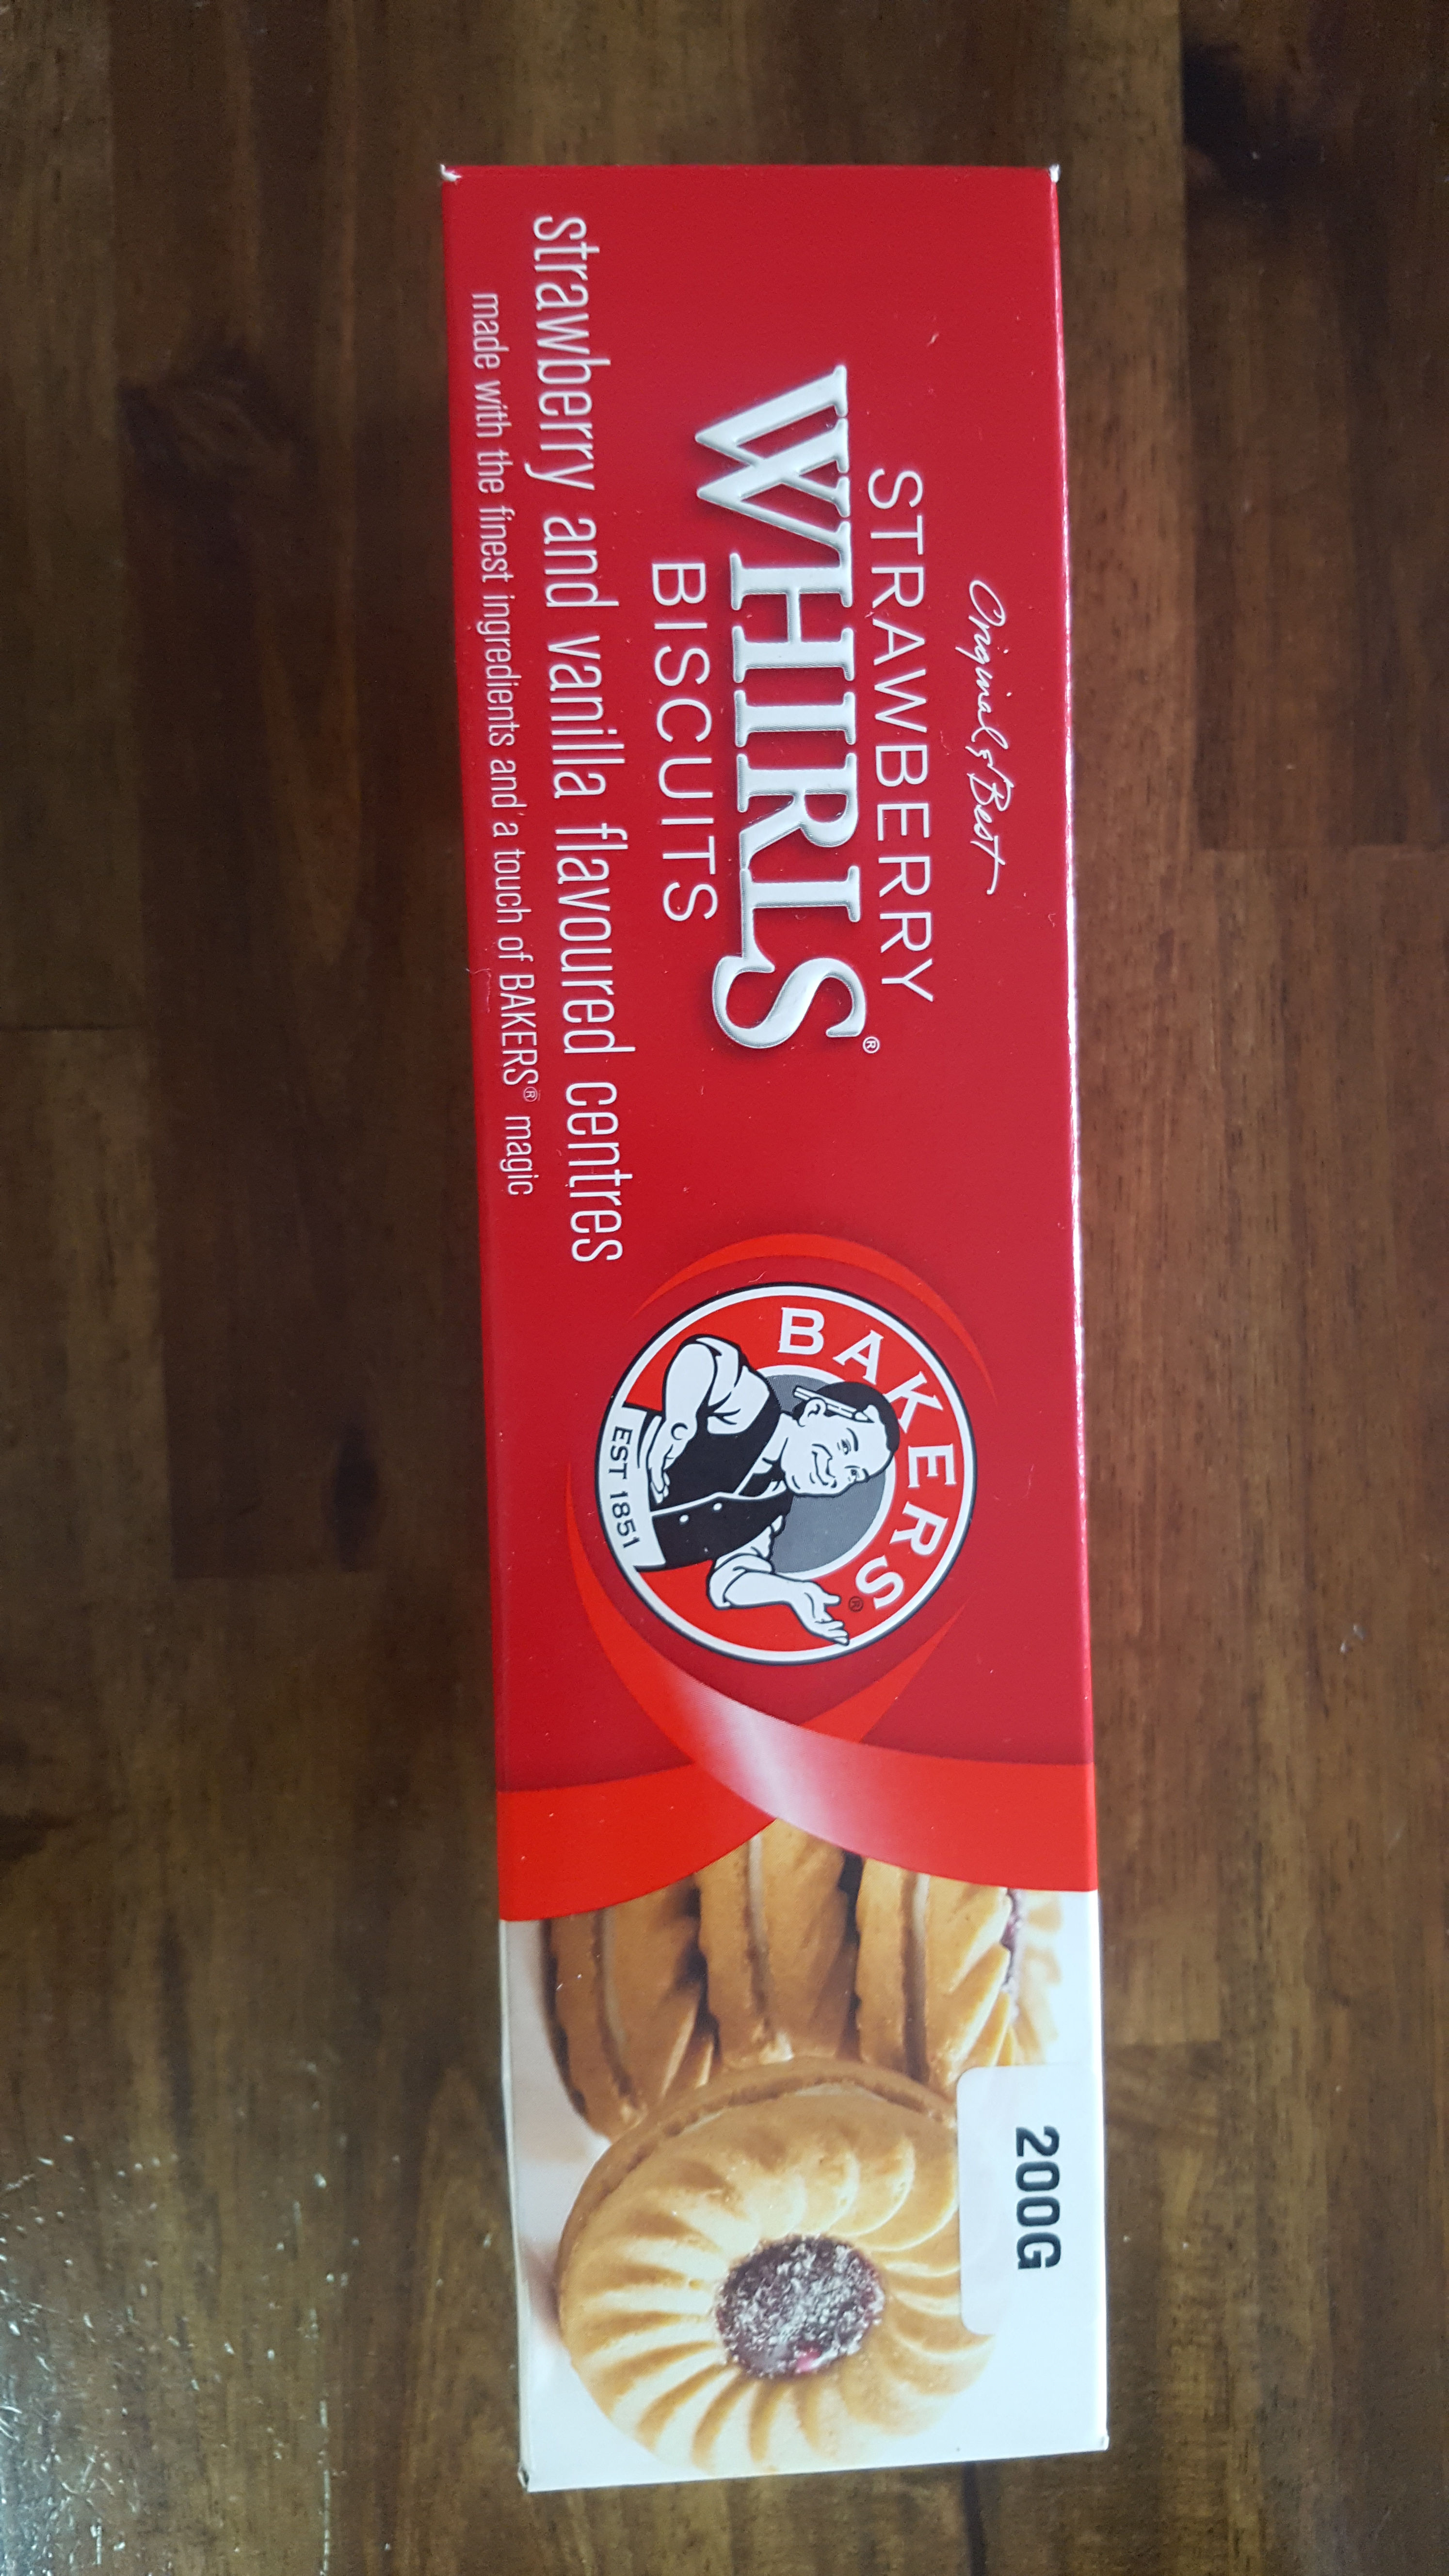 Original & Best
STRAWBERRY
WHIRLS®
BISCUITS
strawberry and vanilla flavoured centres
made with the finest ingredients and a touch of BAKERS® magic
BAKERS®
EST 1851
200G